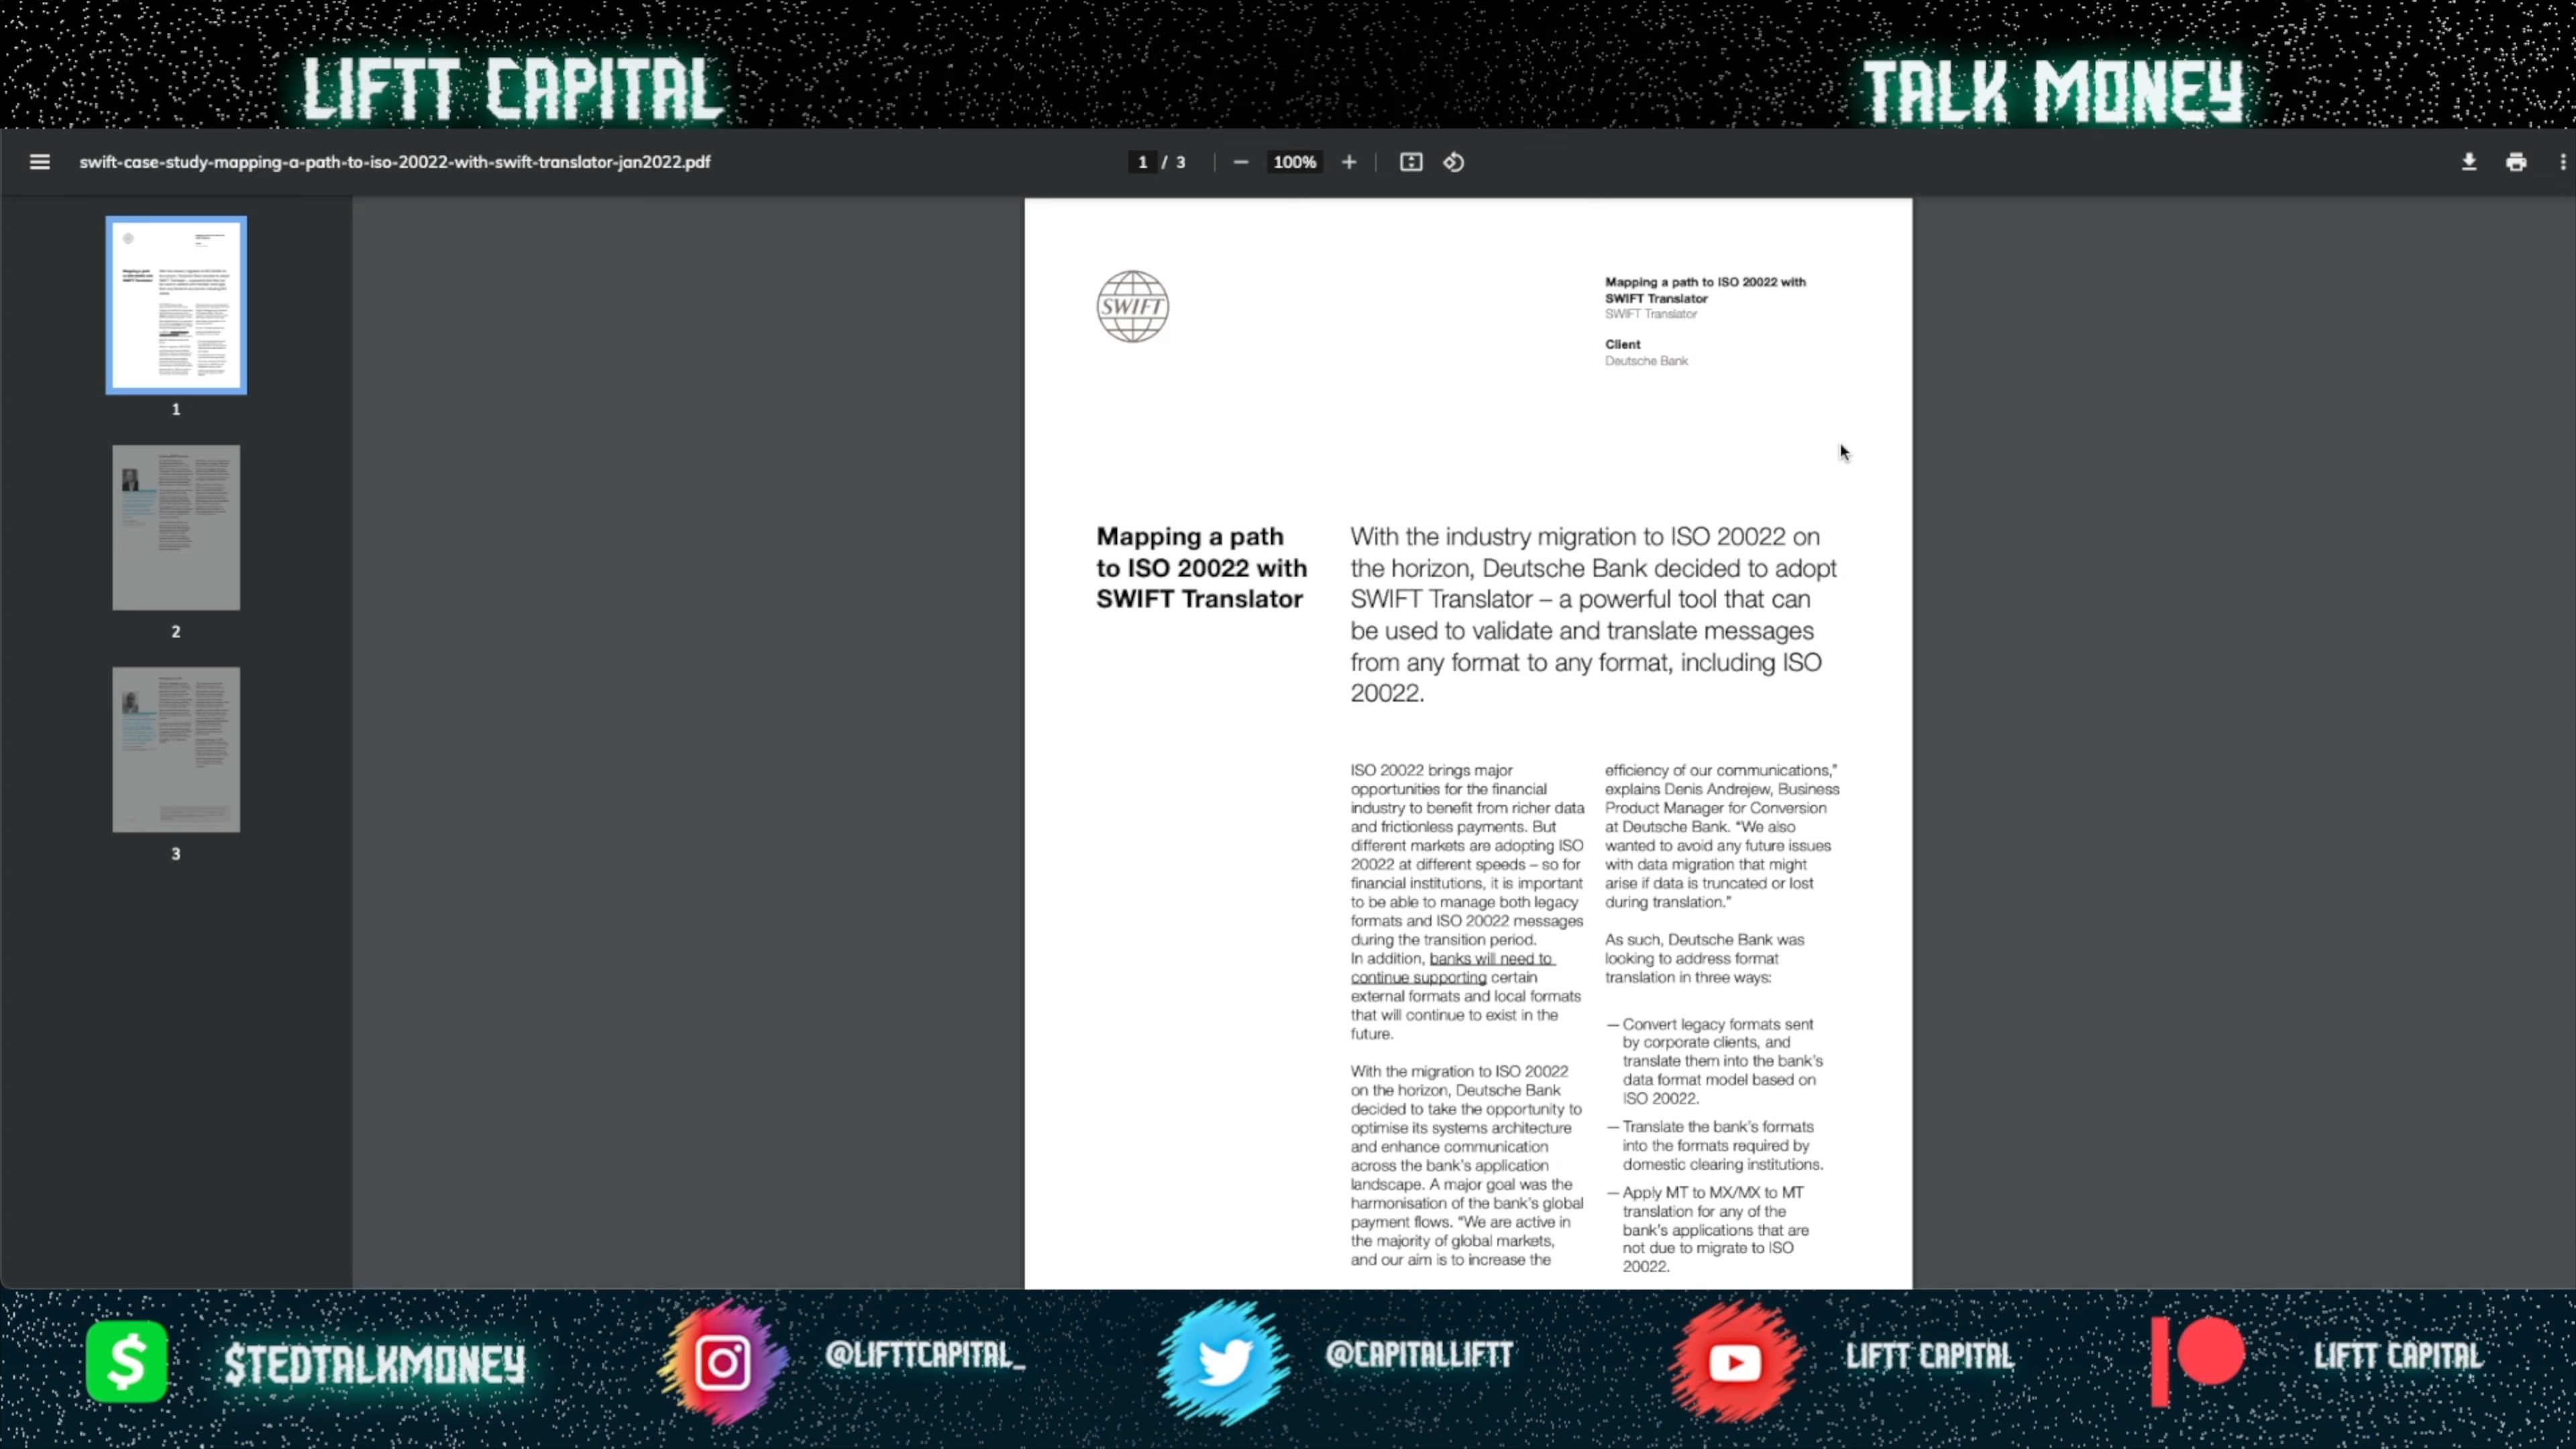 LIFTT CAPITAL
TALK MONEY
swift-case-study-mapping-a-path-to-iso-20022-with-swift-translator-jan2022.pdf
1 / 3
100%
1
2
3
SWIFT
Mapping a path to ISO 20022 with
SWIFT Translator
SWIFT Translator
Client
Deutsche Bank
Mapping a path
to ISO 20022 with
SWIFT Translator
With the industry migration to ISO 20022 on
the horizon, Deutsche Bank decided to adopt
SWIFT Translator – a powerful tool that can
be used to validate and translate messages
from any format to any format, including ISO
20022.
ISO 20022 brings major
opportunities for the financial
industry to benefit from richer data
and frictionless payments. But
different markets are adopting ISO
20022 at different speeds – so for
financial institutions, it is important
to be able to manage both legacy
formats and ISO 20022 messages
during the transition period.
In addition, banks will need to
continue supporting certain
external formats and local formats
that will continue to exist in the
future.
With the migration to ISO 20022
on the horizon, Deutsche Bank
decided to take the opportunity to
optimise its systems architecture
and enhance communication
across the bank's application
landscape. A major goal was the
harmonisation of the bank's global
payment flows. "We are active in
the majority of global markets,
and our aim is to increase the
efficiency of our communications,"
explains Denis Andrejew, Business
Product Manager for Conversion
at Deutsche Bank. "We also
wanted to avoid any future issues
with data migration that might
arise if data is truncated or lost
during translation."
As such, Deutsche Bank was
looking to address format
translation in three ways:
— Convert legacy formats sent
by corporate clients, and
translate them into the bank's
data format model based on
ISO 20022.
— Translate the bank's formats
into the formats required by
domestic clearing institutions.
— Apply MT to MX/MX to MT
translation for any of the
bank's applications that are
not due to migrate to ISO
20022.
$TEDTALKMONEY
@LIFTTCAPITAL_
@CAPITALLIFTT
LIFTT CAPITAL
LIFTT CAPITAL